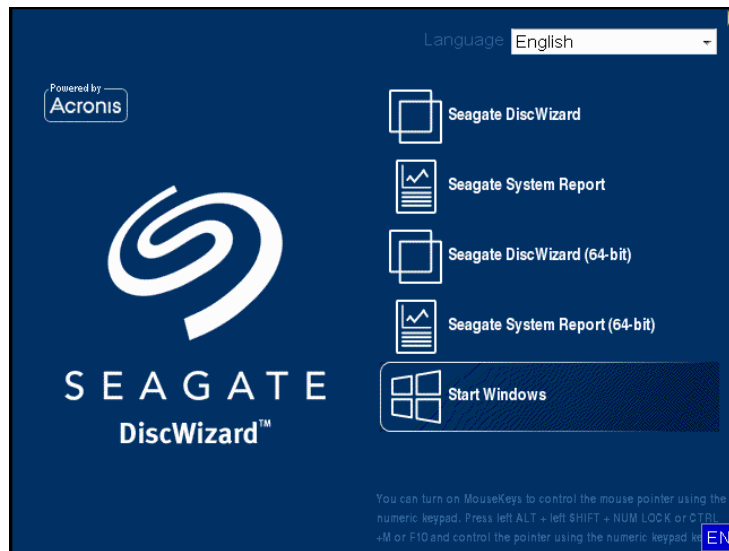 Language English
Powered by
Acronis
Seagate DiscWizard
Seagate System Report
Seagate DiscWizard (64-bit)
Seagate System Report (64-bit)
Start Windows
SEAGATE
DiscWizard™
You can turn on MouseKeys to control the mouse pointer using the
numeric keypad. Press left ALT + left SHIFT + NUM LOCK or CTRL
+M or F10 and control the pointer using the numeric keypad
EN